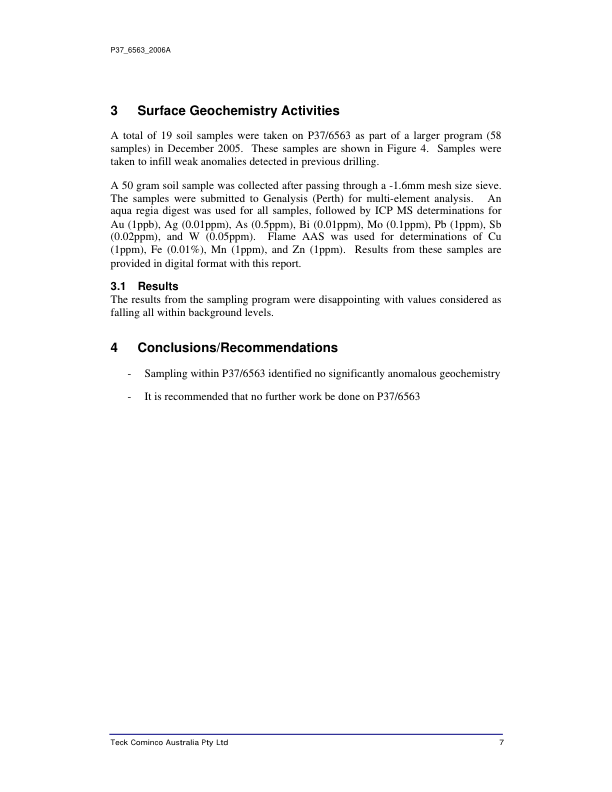 P37_6563_2006A
3 Surface Geochemistry Activities
A total of 19 soil samples were taken on P37/6563 as part of a larger program (58
samples) in December 2005. These samples are shown in Figure 4. Samples were
taken to infill weak anomalies detected in previous drilling.
A 50 gram soil sample was collected after passing through a -1.6mm mesh size sieve.
The samples were submitted to Genalysis (Perth) for multi-element analysis. An
aqua regia digest was used for all samples, followed by ICP MS determinations for
Au (1ppb), Ag (0.01ppm), As (0.5ppm), Bi (0.01ppm), Mo (0.1ppm), Pb (1ppm), Sb
(0.02ppm), and W (0.05ppm). Flame AAS was used for determinations of Cu
(1ppm), Fe (0.01%), Mn (1ppm), and Zn (1ppm). Results from these samples are
provided in digital format with this report.
3.1 Results
The results from the sampling program were disappointing with values considered as
falling all within background levels.
4 Conclusions/Recommendations
- Sampling within P37/6563 identified no significantly anomalous geochemistry
- It is recommended that no further work be done on P37/6563
Teck Cominco Australia Pty Ltd 7